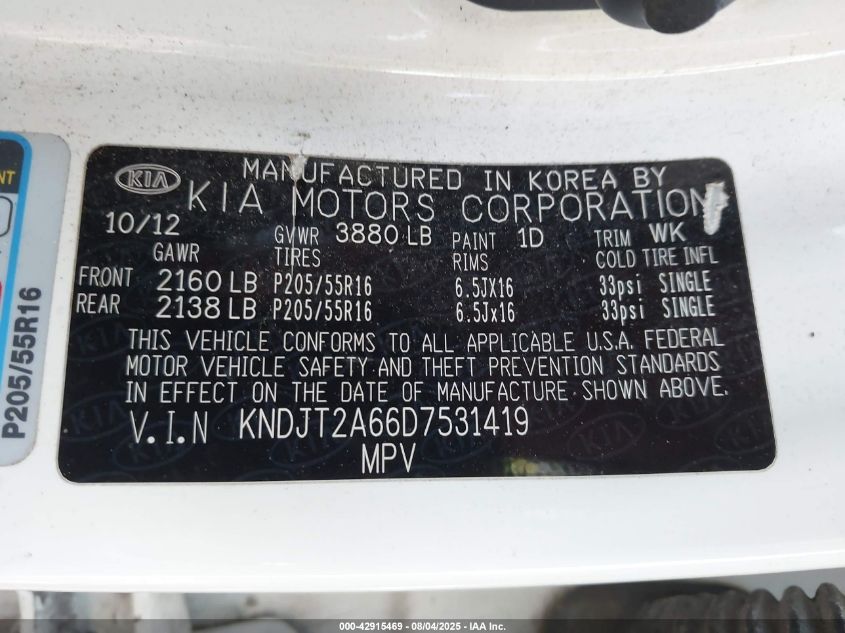 KIA
MANUFACTURED IN KOREA BY
KIA MOTORS CORPORATION
10/12 GVWR 3880 LB PAINT 1D TRIM WK
GAWR TIRES RIMS COLD TIRE INFL
FRONT 2160 LB P205/55R16 6.5JX16 33psi SINGLE
REAR 2138 LB P205/55R16 6.5Jx16 33psi SINGLE
THIS VEHICLE CONFORMS TO ALL APPLICABLE U.S.A. FEDERAL
MOTOR VEHICLE SAFETY AND THEFT PREVENTION STANDARDS
IN EFFECT ON THE DATE OF MANUFACTURE SHOWN ABOVE.
V.I.N KNDJT2A66D7531419
MPV
P205/55R16
000-42915469 - 08/04/2025 - IAA Inc.